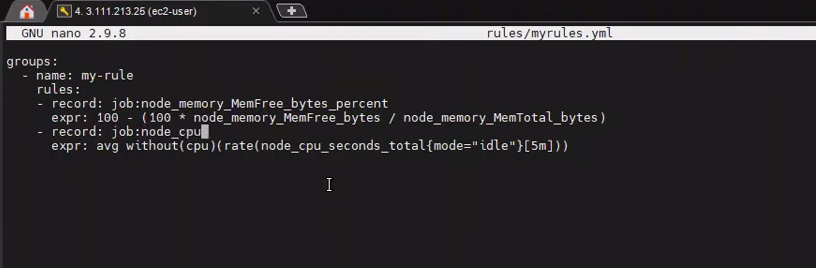 4. 3.111.213.25 (ec2-user)
GNU nano 2.9.8 rules/myrules.yml
groups:
  - name: my-rule
    rules:
    - record: job:node_memory_MemFree_bytes_percent
      expr: 100 - (100 * node_memory_MemFree_bytes / node_memory_MemTotal_bytes)
    - record: job:node_cpu
      expr: avg without(cpu)(rate(node_cpu_seconds_total{mode="idle"}[5m]))